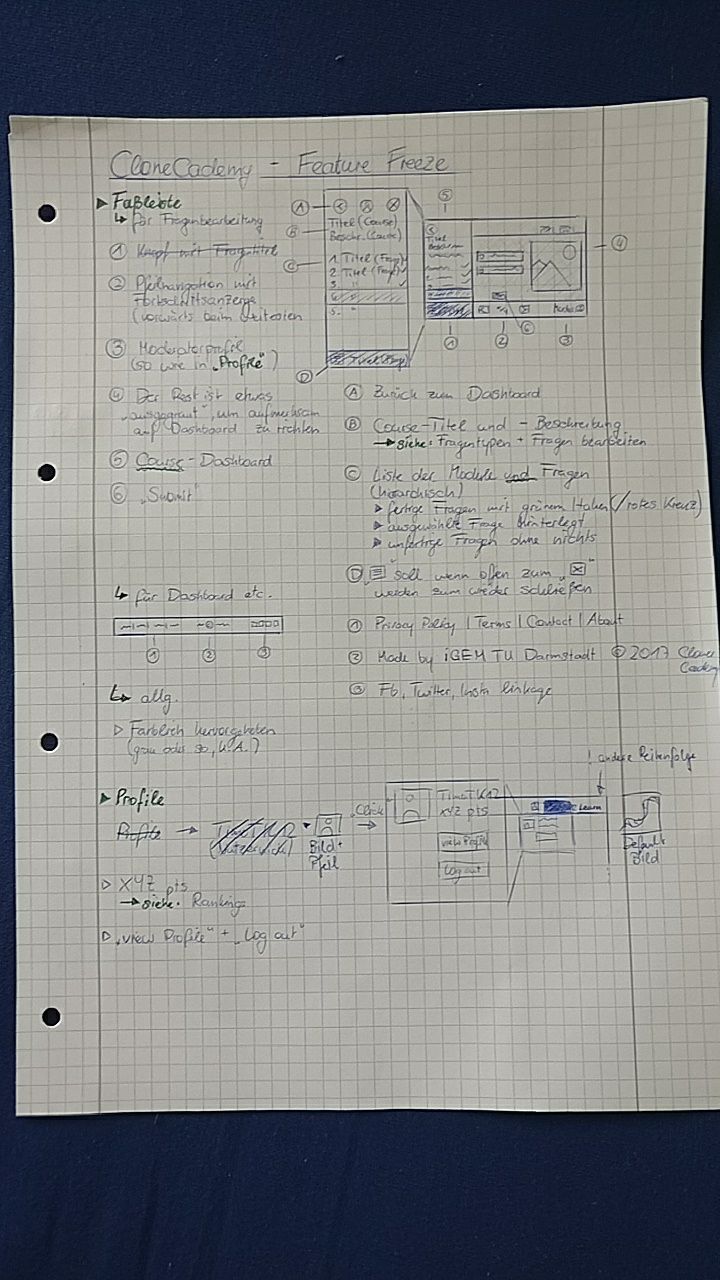 CloneCademy - Feature Freeze
▶ Fußleiste
↳ für Fragenbearbeitung
① Knopf mit Fragetitel
② Pfeilnavigation mit
Fortschrittsanzeige
(vorwärts beim
③ Moderatorprofil
(so wie in „Profile")
④ Der Rest ist etwas
„ausgegraut", um aufmerksam
auf Dashboard zu richten
⑤ Course-Dashboard
⑥ „Submit"
Ⓐ
Ⓑ
Ⓒ
Ⓓ
Titel (Course)
Beschr. (Course)
1. Titel (Frage) ✓
2 Titel (Frage) ✓
3. " ✓
4.
5. "
⑤
④
Titel
① ② ⑥ ③
Ⓐ Zurück zum Dashboard
Ⓑ Course-Titel und -Beschreibung
→ siehe: Fragentypen + Fragen bearbeiten
Ⓒ Liste der Module und Fragen
(hierarchisch)
▶ fertige Fragen mit grünem Haken (/rotes Kreuz)
▶ ausgewählte Frage hinterlegt
▶ unfertige Fragen ohne nichts
Ⓓ „☰" soll wenn offen zum „☒"
werden zum wieder schließen
↳ für Dashboard etc.
① ② ③
① Privacy Policy | Terms | Contact | About
② Made by iGEM TU Darmstadt © 2017 Clone
Cademy
③ Fb, Twitter, Insta linkage
↳ allg.
▷ Farblich hervorgehoben
(grau oder so, k.A.)
▶ Profile
Profile →
Bild+
Pfeil
„Click"
→
XYZ pts
view Profile
Log out
! andere Reihenfolge
Learn
Default
Bild
▷ XYZ pts
→ siehe: Rankings
▷ „view Profile" + „Log out"